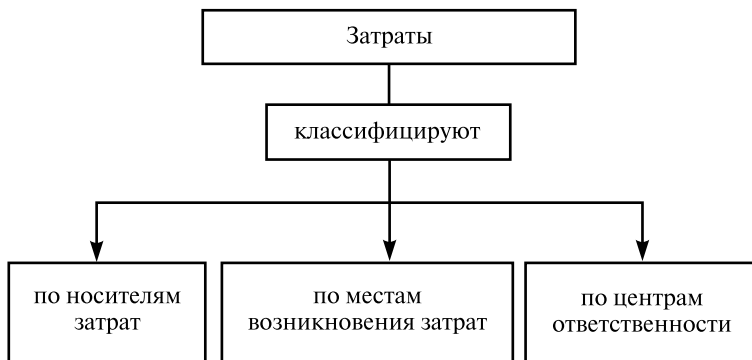 Затраты
классифицируют
по носителям
затрат
по местам
возникновения затрат
по центрам
ответственности